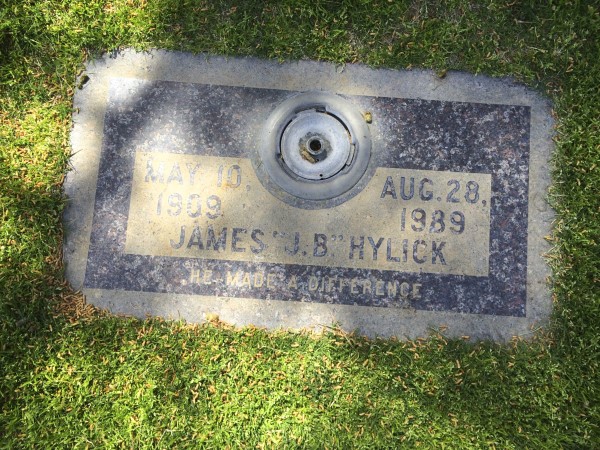 MAY 10,
1909
AUG. 28,
1989
JAMES "J.B." HYLICK
HE MADE A DIFFERENCE